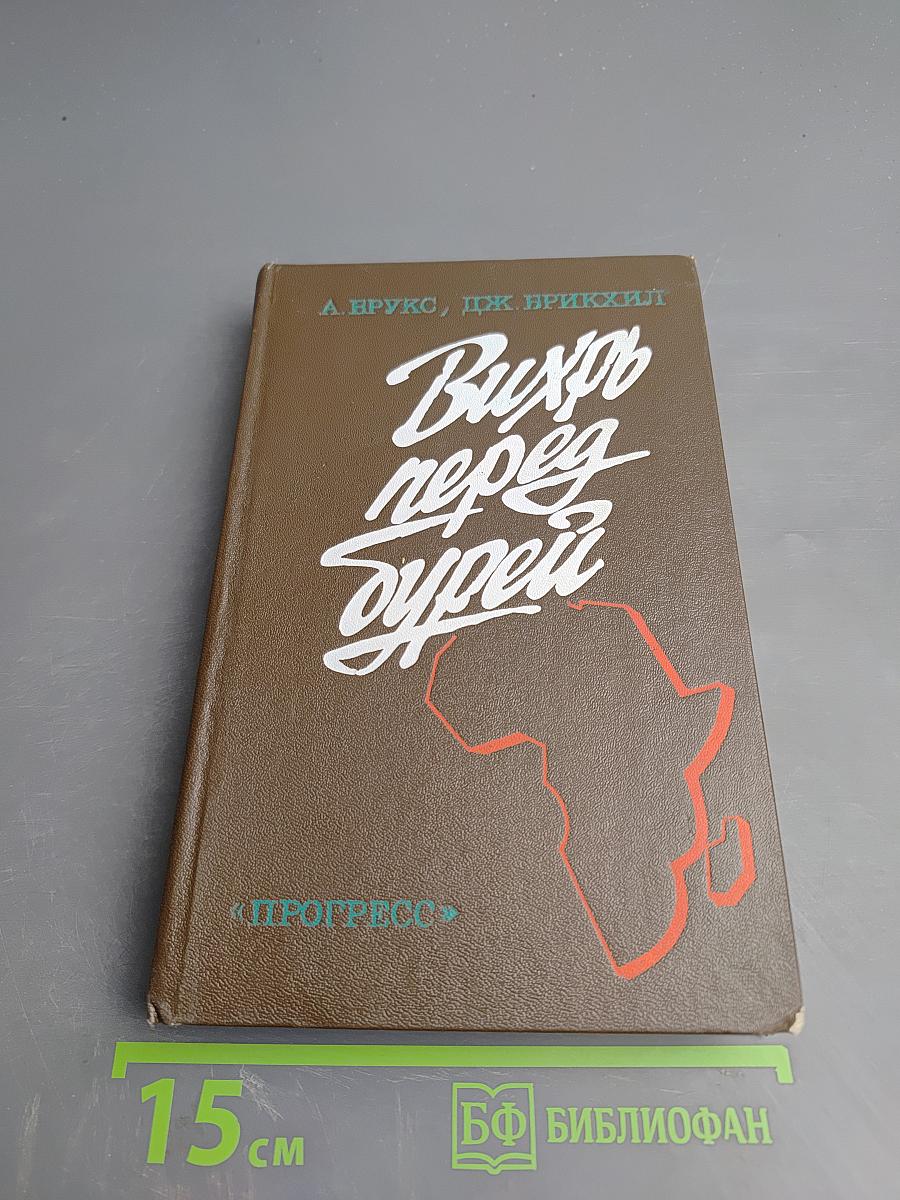 А. БРУКС, ДЖ. БРИКХИЛ
Вихрь
перед
бурей
«ПРОГРЕСС»
15 см
БФ БИБЛИОФАН